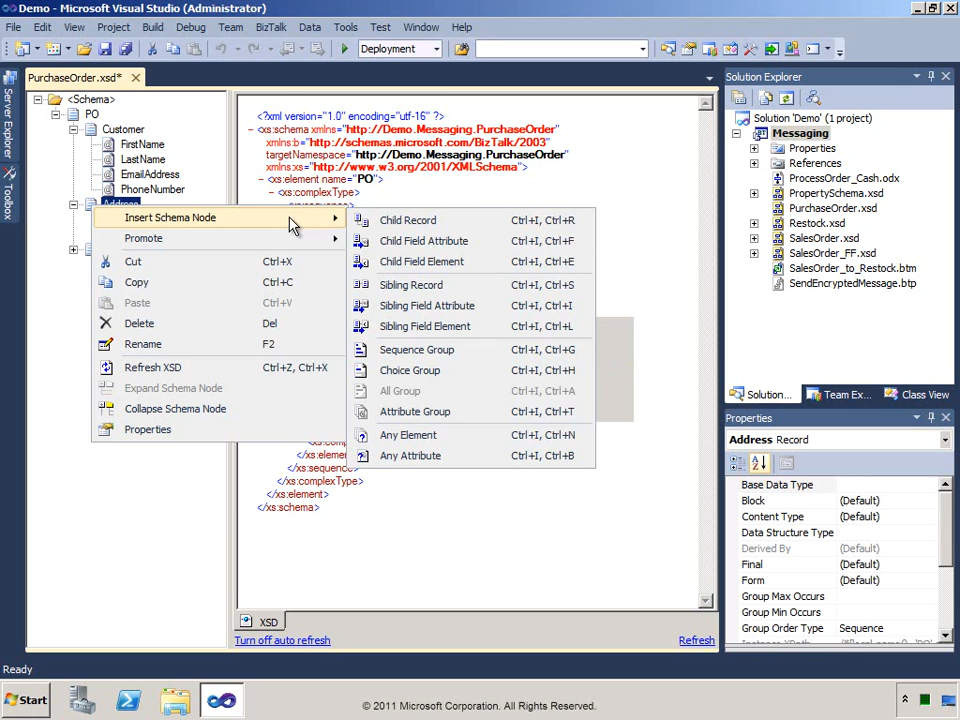 Demo - Microsoft Visual Studio (Administrator)
File Edit View Project Build Debug Team BizTalk Data Tools Test Window Help
Deployment
PurchaseOrder.xsd*
<Schema>
PO
Customer
FirstName
LastName
EmailAddress
PhoneNumber
Address
Server Explorer
Toolbox
Insert Schema Node
Promote
Cut Ctrl+X
Copy Ctrl+C
Paste Ctrl+V
Delete Del
Rename F2
Refresh XSD Ctrl+Z, Ctrl+X
Expand Schema Node
Collapse Schema Node
Properties
Child Record Ctrl+I, Ctrl+R
Child Field Attribute Ctrl+I, Ctrl+F
Child Field Element Ctrl+I, Ctrl+E
Sibling Record Ctrl+I, Ctrl+S
Sibling Field Attribute Ctrl+I, Ctrl+I
Sibling Field Element Ctrl+I, Ctrl+L
Sequence Group Ctrl+I, Ctrl+G
Choice Group Ctrl+I, Ctrl+H
All Group Ctrl+I, Ctrl+A
Attribute Group Ctrl+I, Ctrl+T
Any Element Ctrl+I, Ctrl+N
Any Attribute Ctrl+I, Ctrl+B
<?xml version="1.0" encoding="utf-16" ?>
- <xs:schema xmlns="http://Demo.Messaging.PurchaseOrder"
xmlns:b="http://schemas.microsoft.com/BizTalk/2003"
targetNamespace="http://Demo.Messaging.PurchaseOrder"
xmlns:xs="http://www.w3.org/2001/XMLSchema">
- <xs:element name="PO">
- <xs:complexType>
</xs:sequence>
</xs:complexType>
</xs:element>
</xs:schema>
XSD
Turn off auto refresh Refresh
Solution Explorer
Solution 'Demo' (1 project)
Messaging
Properties
References
ProcessOrder_Cash.odx
PropertySchema.xsd
PurchaseOrder.xsd
Restock.xsd
SalesOrder.xsd
SalesOrder_FF.xsd
SalesOrder_to_Restock.btm
SendEncryptedMessage.btp
Solution... Team Ex... Class View
Properties
Address Record
Base Data Type
Block (Default)
Content Type (Default)
Data Structure Type
Derived By (Default)
Final (Default)
Form (Default)
Group Max Occurs
Group Min Occurs
Group Order Type Sequence
Ready
Start
© 2011 Microsoft Corporation. All rights reserved.